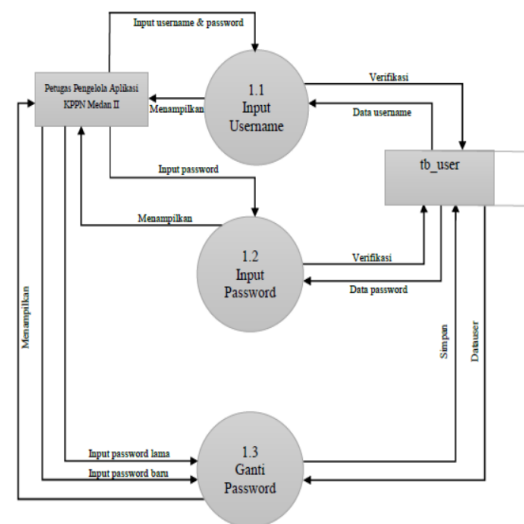 Input username & password
Petugas Pengelola Aplikasi
KPPN Medan II
1.1
Input
Username
Menampilkan
Verifikasi
Data username
tb_user
Input password
Menampilkan
1.2
Input
Password
Verifikasi
Data password
Menampilkan
Simpan
Datauser
Input password lama
Input password baru
1.3
Ganti
Password